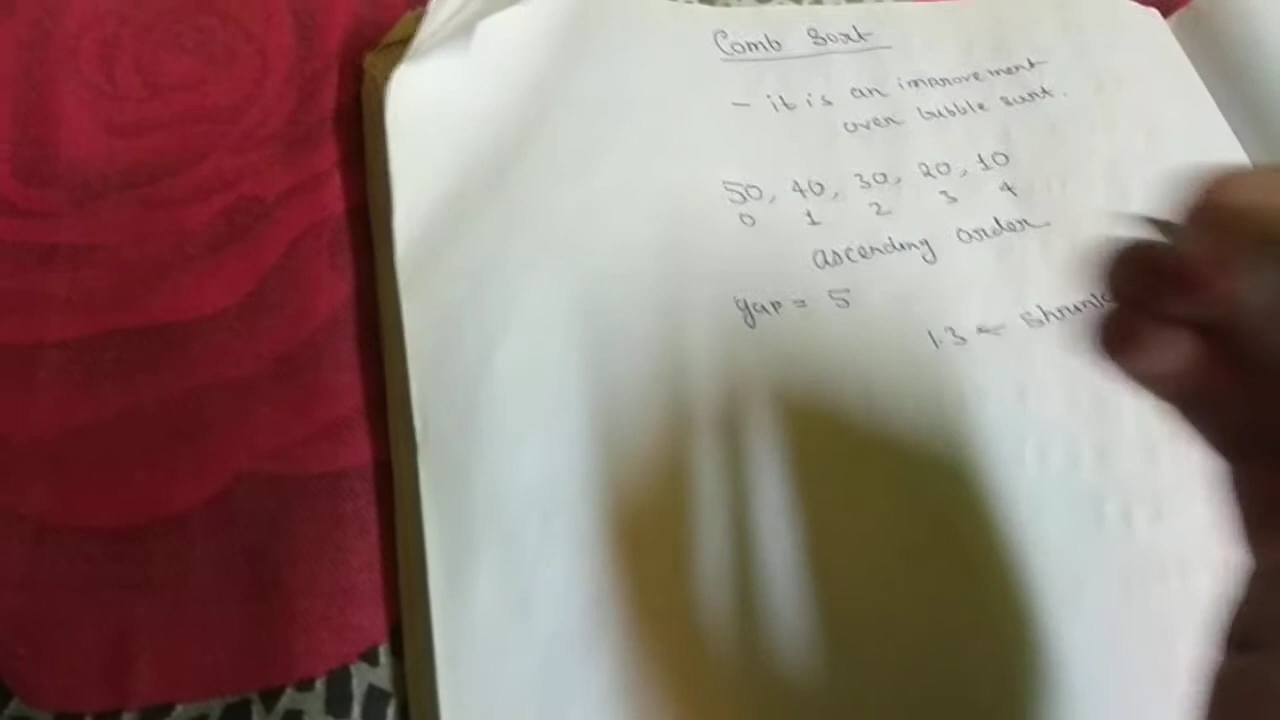 Comb Sort
- it is an improvement
over bubble sort.
50, 40, 30, 20, 10
0 1 2 3 4
ascending order
gap = 5
1.3 ←